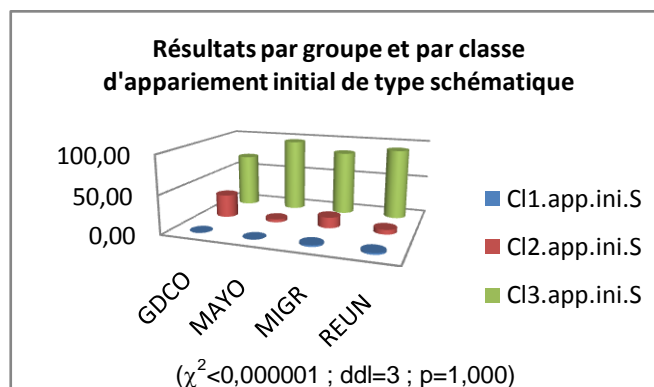 Résultats par groupe et par classe
d'appariement initial de type schématique
100,00
50,00
0,00
GDCO
MAYO
MIGR
REUN
Cl1.app.ini.S
Cl2.app.ini.S
Cl3.app.ini.S
(χ²<0,000001 ; ddl=3 ; p=1,000)